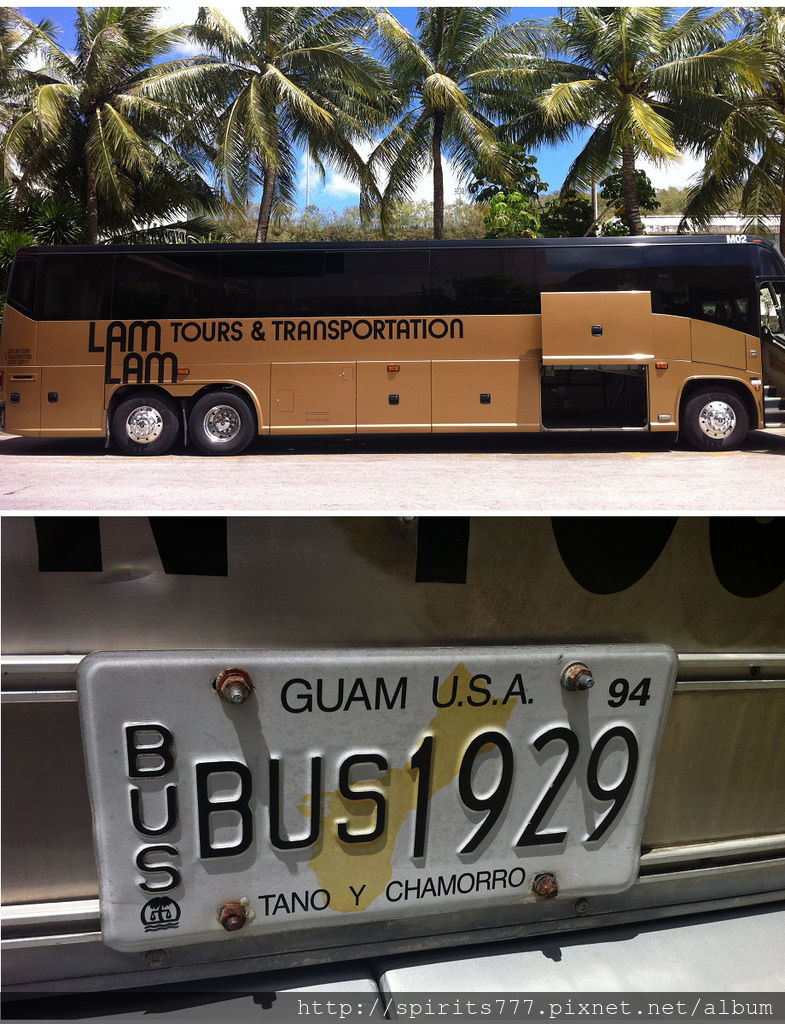 M02
LAM TOURS & TRANSPORTATION
LAM
GUAM U.S.A. 94
BUS
BUS1929
TANO Y CHAMORRO
http://spirits777.pixnet.net/album